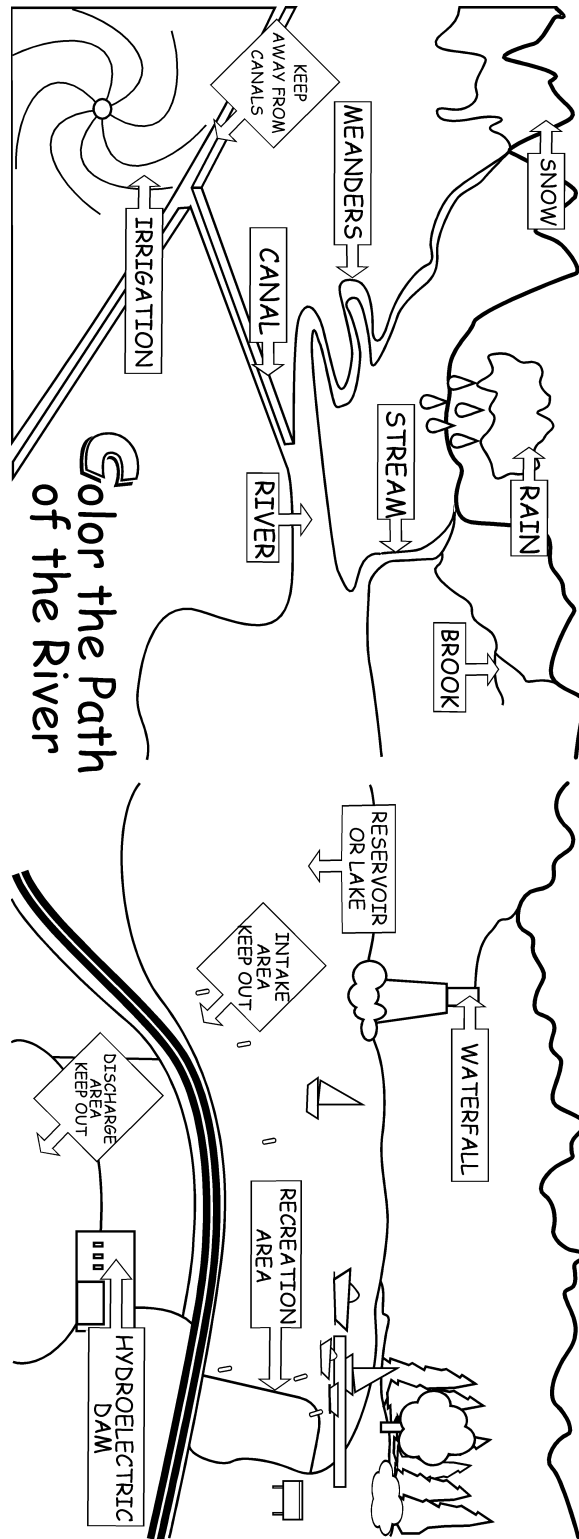 SNOW
RAIN
BROOK
WATERFALL
MEANDERS
STREAM
RESERVOIR
OR LAKE
KEEP
AWAY FROM
CANALS
CANAL
RIVER
INTAKE
AREA
KEEP OUT
RECREATION
AREA
IRRIGATION
Color the Path
of the River
DISCHARGE
AREA
KEEP OUT
HYDROELECTRIC
DAM